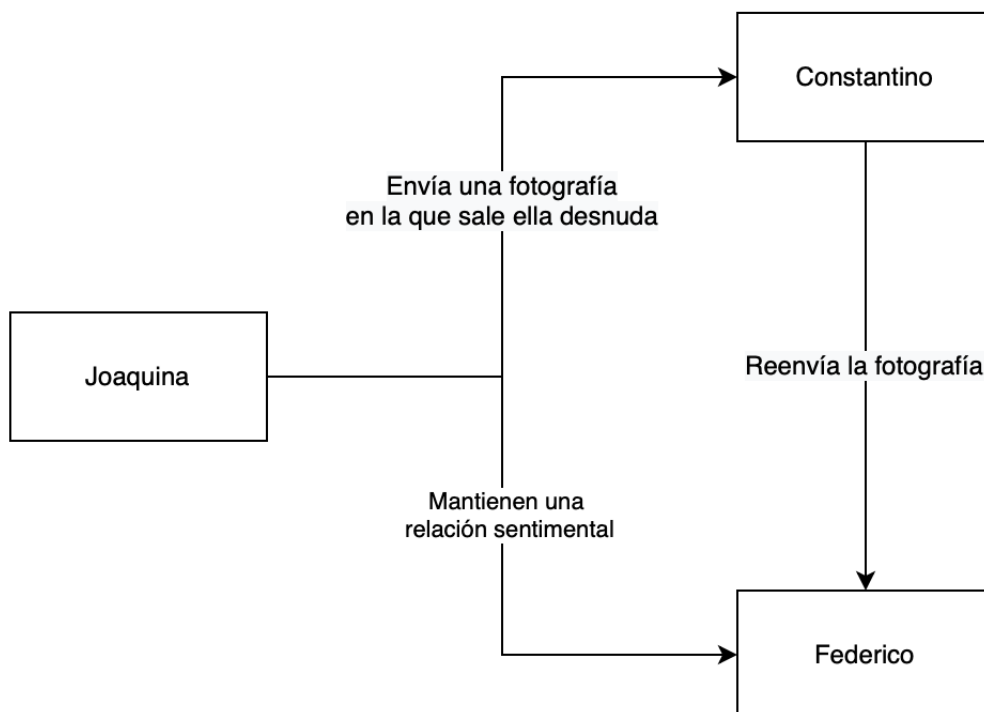 Constantino
Envía una fotografía
en la que sale ella desnuda
Joaquina
Reenvía la fotografía
Mantienen una
relación sentimental
Federico